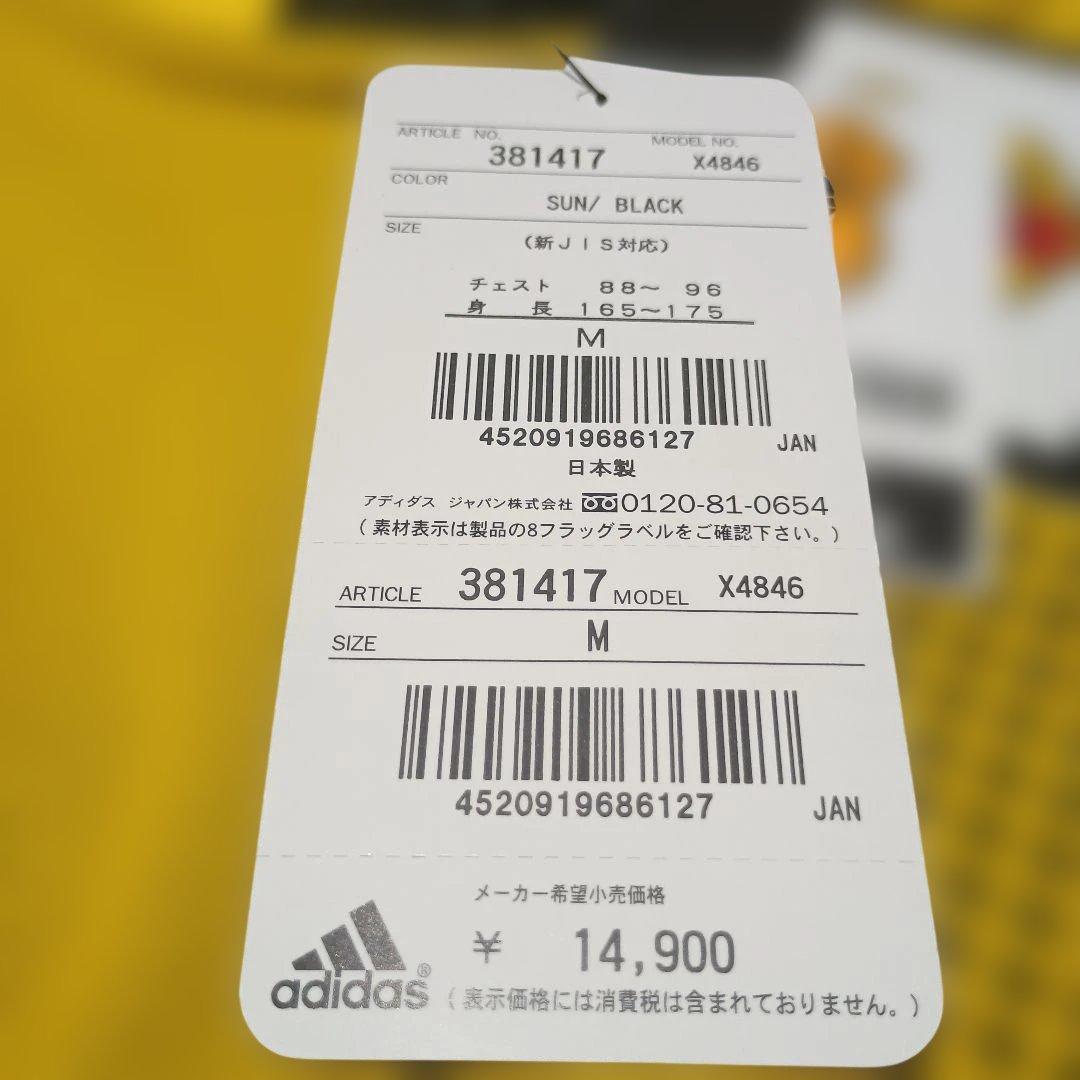 ARTICLE NO. MODEL NO.
381417 X4846
COLOR
SUN/ BLACK
SIZE
(新JIS対応)
チェスト 88～ 96
身 長 165～175
M
4520919686127 JAN
日本製
アディダス ジャパン株式会社 0120-81-0654
(素材表示は製品の8フラッグラベルをご確認下さい。)
ARTICLE 381417 MODEL X4846
SIZE M
4520919686127 JAN
メーカー希望小売価格
¥ 14,900
adidas® (表示価格には消費税は含まれておりません。)